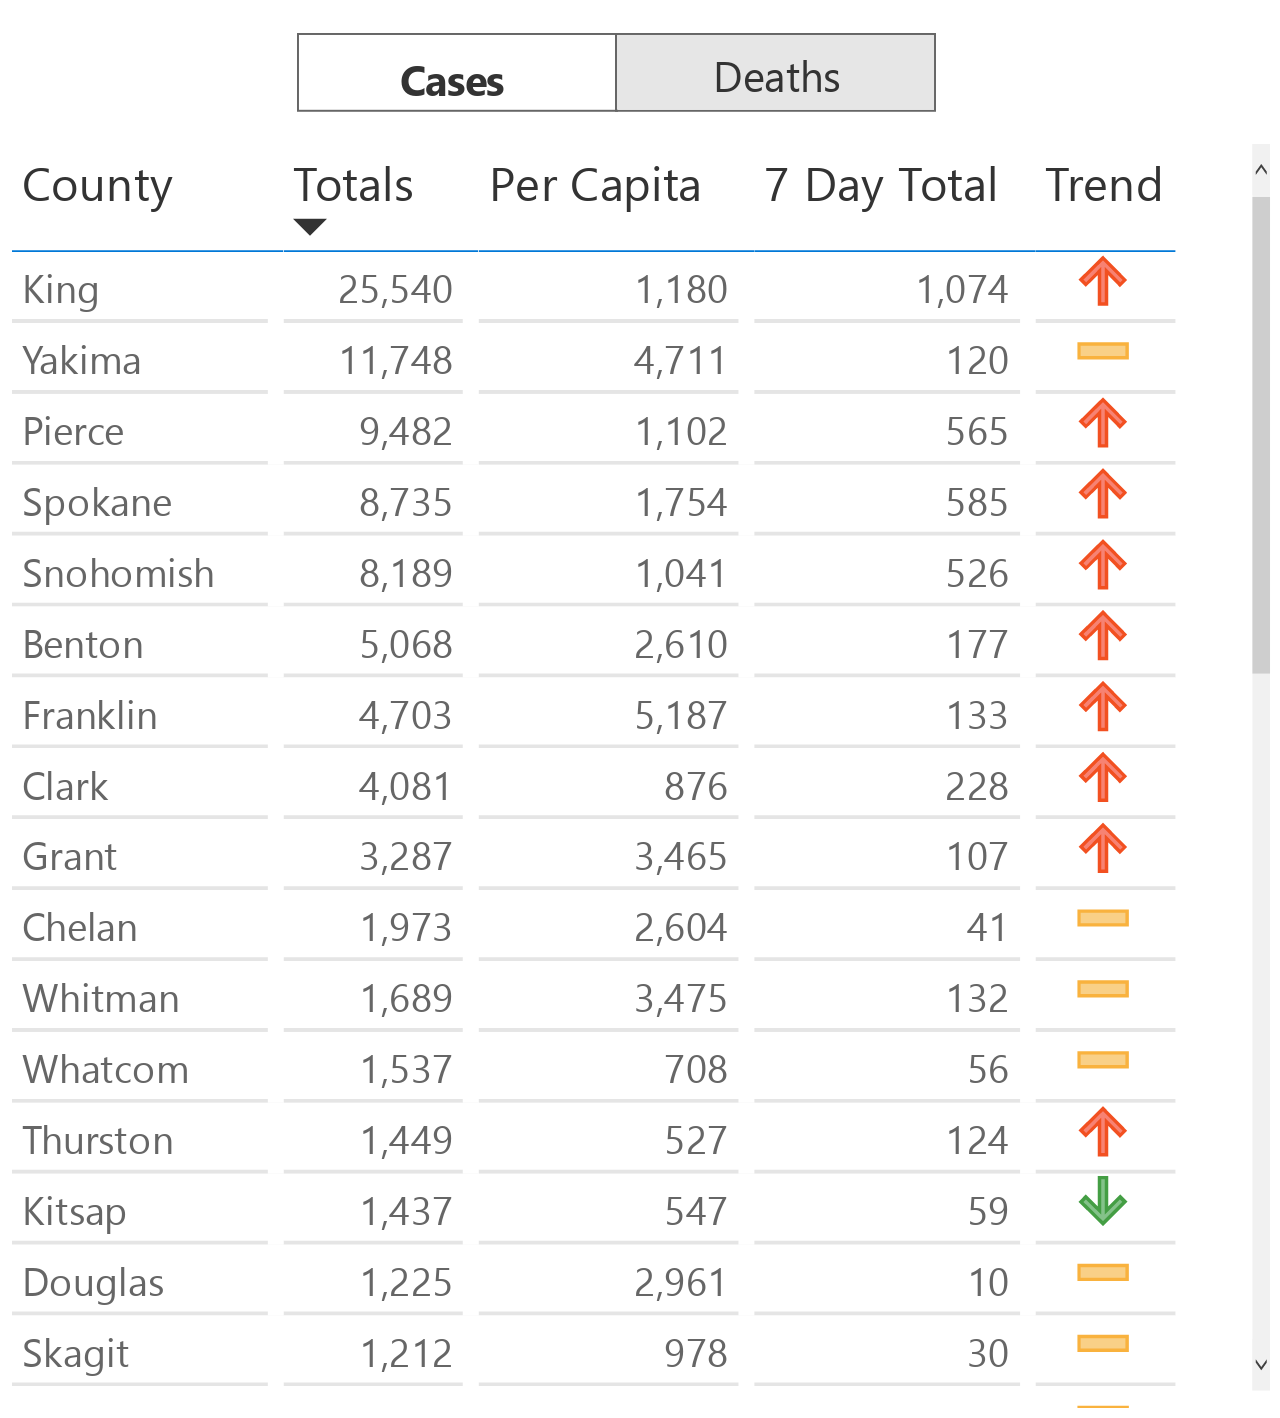 Cases Deaths
County Totals Per Capita 7 Day Total Trend
King 25,540 1,180 1,074
Yakima 11,748 4,711 120
Pierce 9,482 1,102 565
Spokane 8,735 1,754 585
Snohomish 8,189 1,041 526
Benton 5,068 2,610 177
Franklin 4,703 5,187 133
Clark 4,081 876 228
Grant 3,287 3,465 107
Chelan 1,973 2,604 41
Whitman 1,689 3,475 132
Whatcom 1,537 708 56
Thurston 1,449 527 124
Kitsap 1,437 547 59
Douglas 1,225 2,961 10
Skagit 1,212 978 30